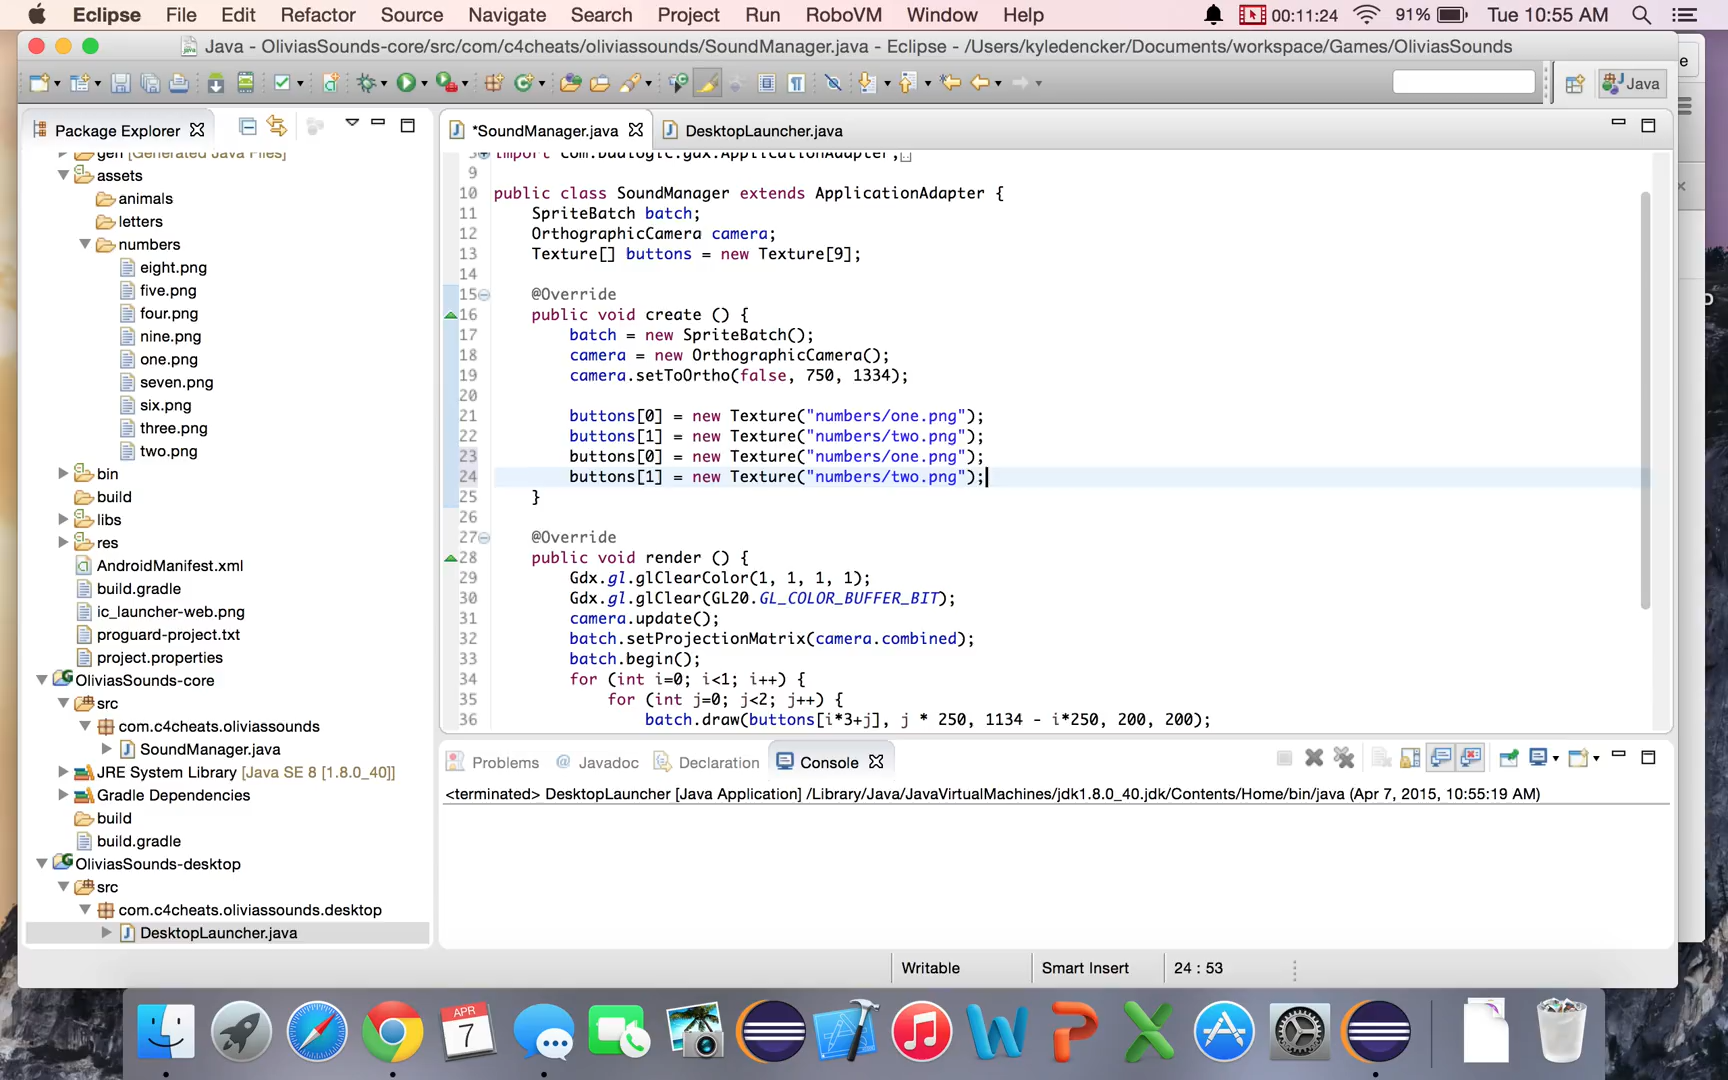 Eclipse File Edit Refactor Source Navigate Search Project Run RoboVM Window Help 00:11:24 91% Tue 10:55 AM
Java - OliviasSounds-core/src/com/c4cheats/oliviassounds/SoundManager.java - Eclipse - /Users/kyledencker/Documents/workspace/Games/OliviasSounds
Java
Package Explorer
gen [Generated Java Files]
assets
animals
letters
numbers
eight.png
five.png
four.png
nine.png
one.png
seven.png
six.png
three.png
two.png
bin
build
libs
res
AndroidManifest.xml
build.gradle
ic_launcher-web.png
proguard-project.txt
project.properties
OliviasSounds-core
src
com.c4cheats.oliviassounds
SoundManager.java
JRE System Library [Java SE 8 [1.8.0_40]]
Gradle Dependencies
build
build.gradle
OliviasSounds-desktop
src
com.c4cheats.oliviassounds.desktop
DesktopLauncher.java
*SoundManager.java DesktopLauncher.java
3 import com.badlogic.gdx.ApplicationAdapter;
9
10 public class SoundManager extends ApplicationAdapter {
11 SpriteBatch batch;
12 OrthographicCamera camera;
13 Texture[] buttons = new Texture[9];
14
15 @Override
16 public void create () {
17 batch = new SpriteBatch();
18 camera = new OrthographicCamera();
19 camera.setToOrtho(false, 750, 1334);
20
21 buttons[0] = new Texture("numbers/one.png");
22 buttons[1] = new Texture("numbers/two.png");
23 buttons[0] = new Texture("numbers/one.png");
24 buttons[1] = new Texture("numbers/two.png");
25 }
26
27 @Override
28 public void render () {
29 Gdx.gl.glClearColor(1, 1, 1, 1);
30 Gdx.gl.glClear(GL20.GL_COLOR_BUFFER_BIT);
31 camera.update();
32 batch.setProjectionMatrix(camera.combined);
33 batch.begin();
34 for (int i=0; i<1; i++) {
35 for (int j=0; j<2; j++) {
36 batch.draw(buttons[i*3+j], j * 250, 1134 - i*250, 200, 200);
Problems @ Javadoc Declaration Console
<terminated> DesktopLauncher [Java Application] /Library/Java/JavaVirtualMachines/jdk1.8.0_40.jdk/Contents/Home/bin/java (Apr 7, 2015, 10:55:19 AM)
Writable Smart Insert 24 : 53
APR
7